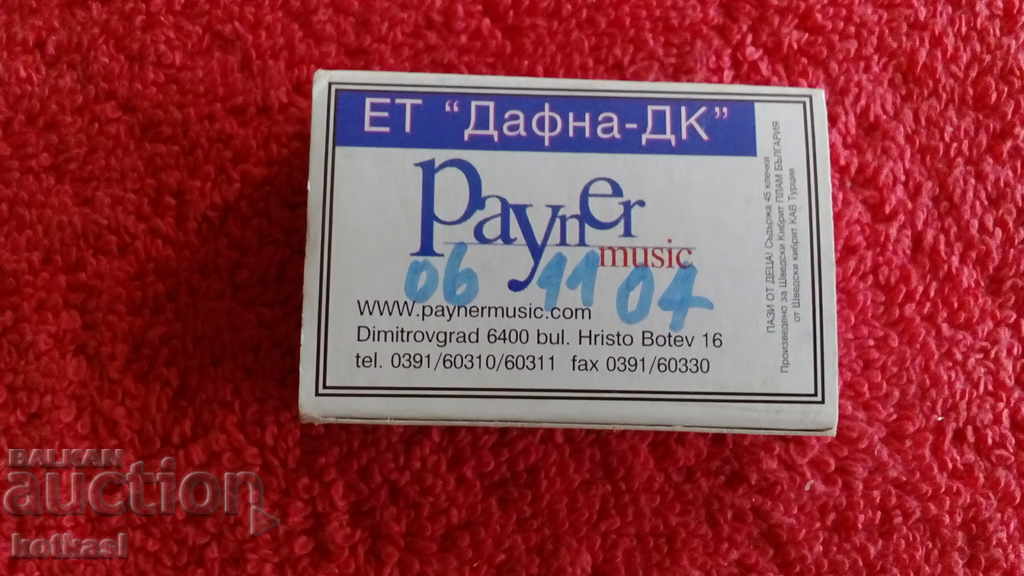 ЕТ "Дафна-ДК"
Payner
music
06 11 04
www.paynermusic.com
Dimitrovgrad 6400 bul. Hristo Botev 16
tel. 0391/60310/60311 fax 0391/60330
ПАЗИ ОТ ДЕЦА! Съдържа 45 клечки
Произведено за Шведски Кибрит ПЛАМ БЪЛГАРИЯ
от Шведски кибрит КАВ Турция
BALKAN
auction
kotkasl